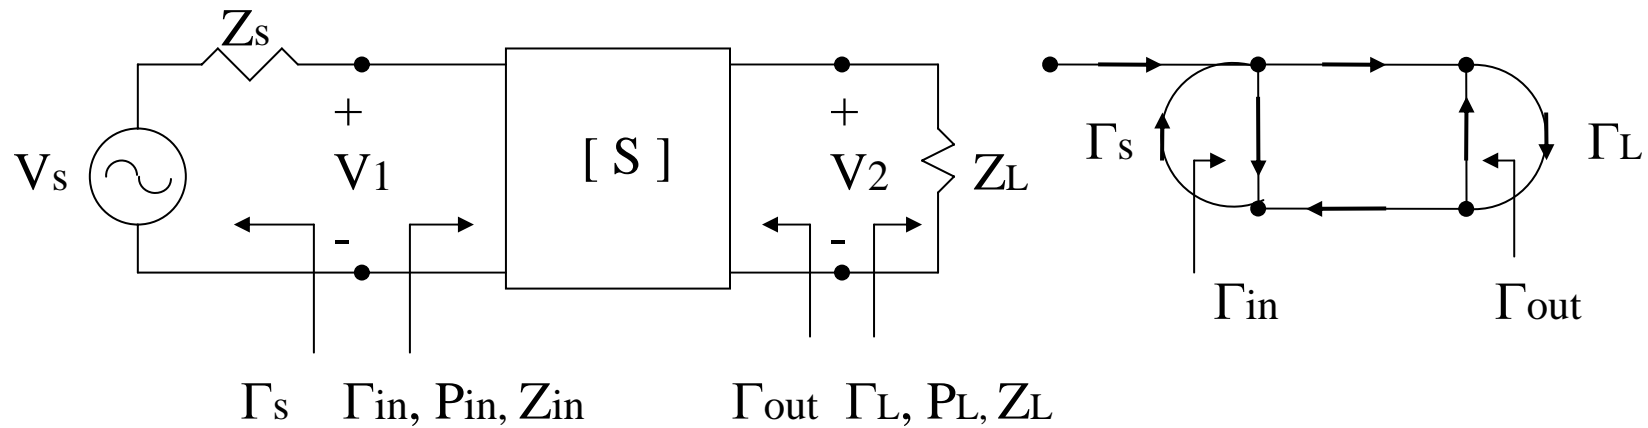 Zs
+ +
Vs V1 [ S ] V2 ZL Γs ΓL
- -
Γin Γout
Γs Γin, Pin, Zin Γout ΓL, PL, ZL